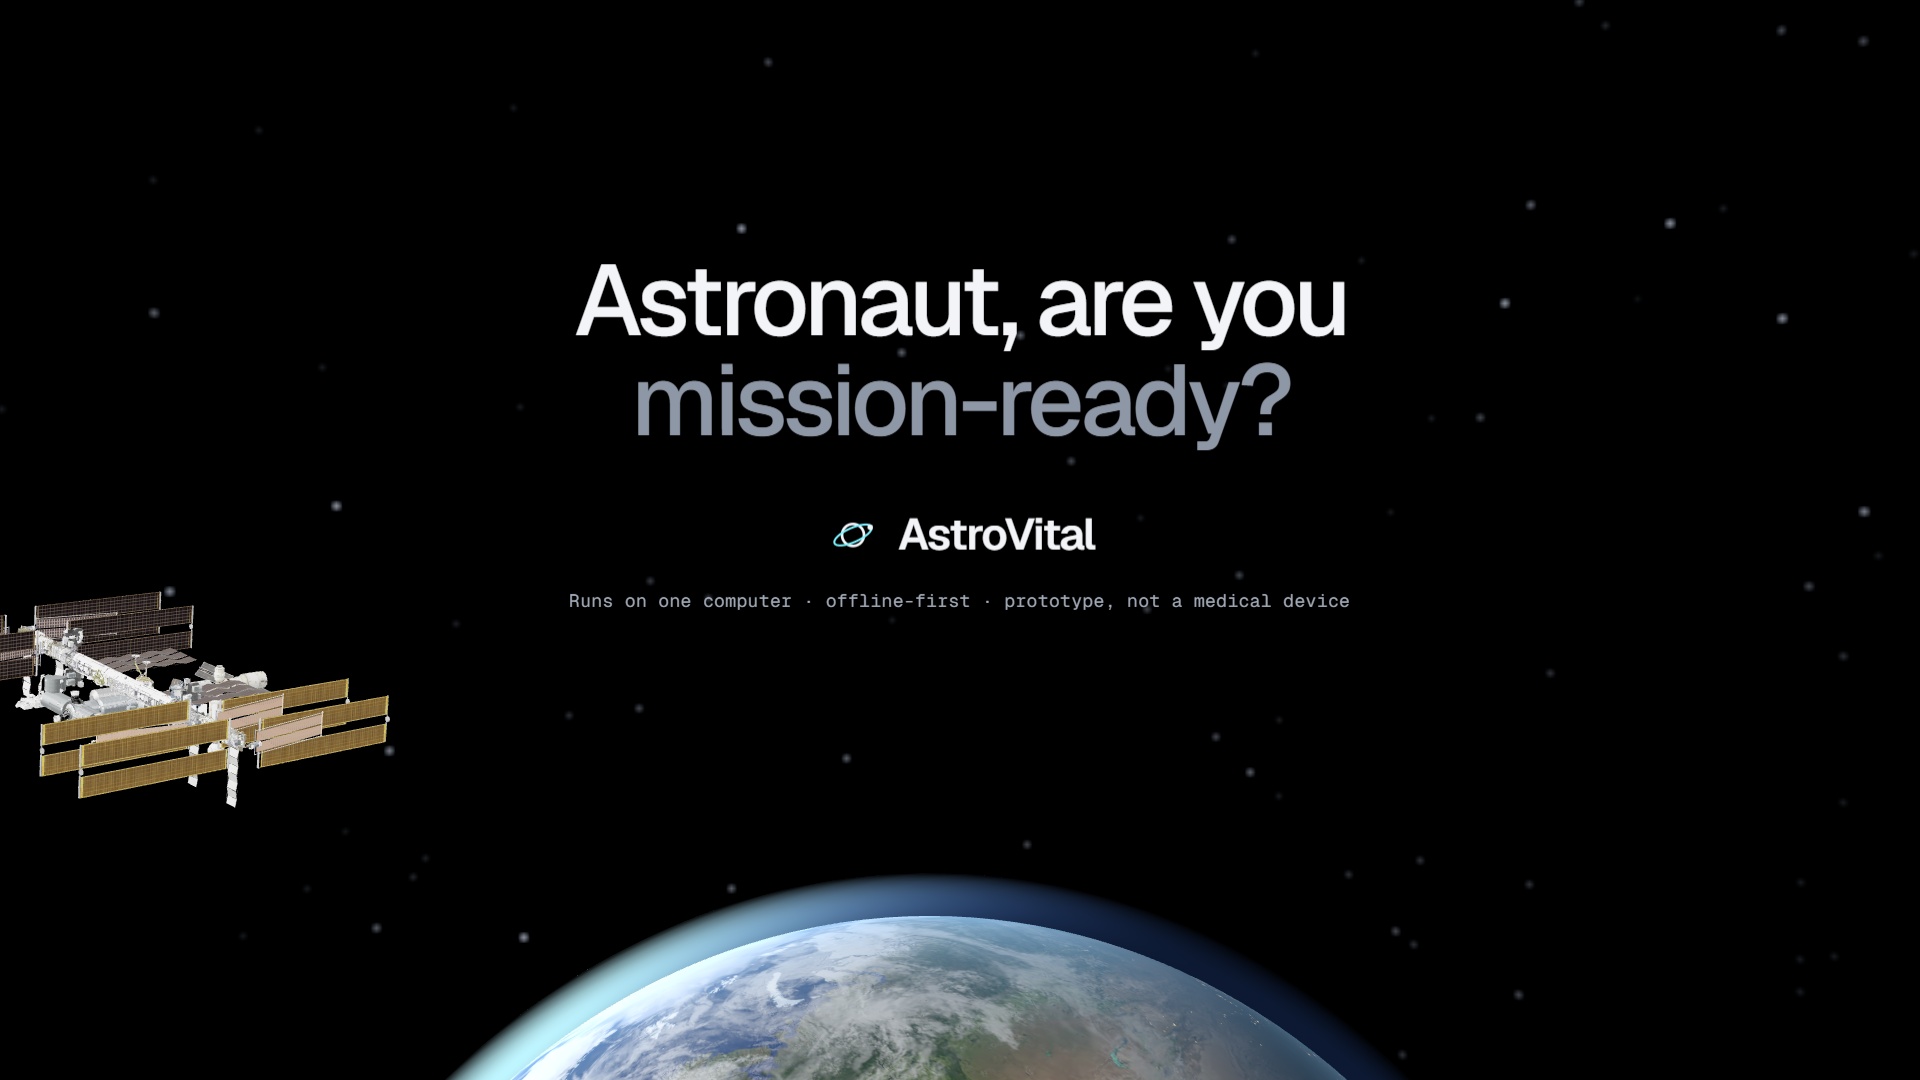 Astronaut, are you
mission-ready?
AstroVital
Runs on one computer · offline-first · prototype, not a medical device